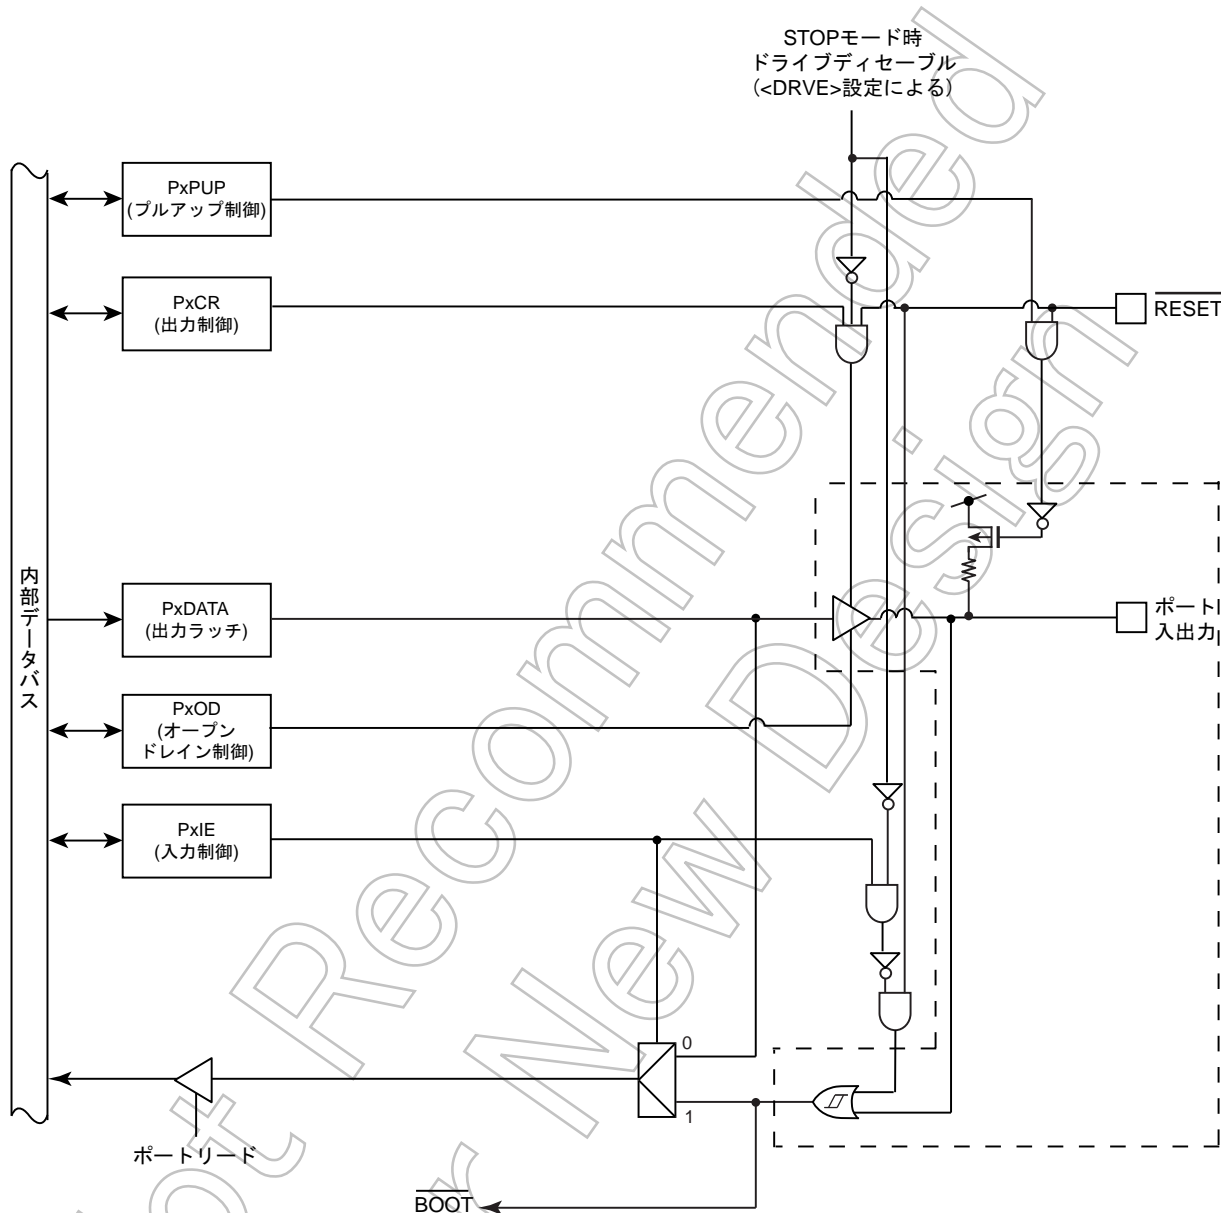 STOPモード時
ドライブディセーブル
(<DRVE>設定による)
PxPUP
(プルアップ制御)
PxCR
(出力制御)
RESET
内部データバス
PxDATA
(出力ラッチ)
ポート
入出力
PxOD
(オープン
ドレイン制御)
PxIE
(入力制御)
0
1
ポートリード
BOOT
Not Recommended
for New Design